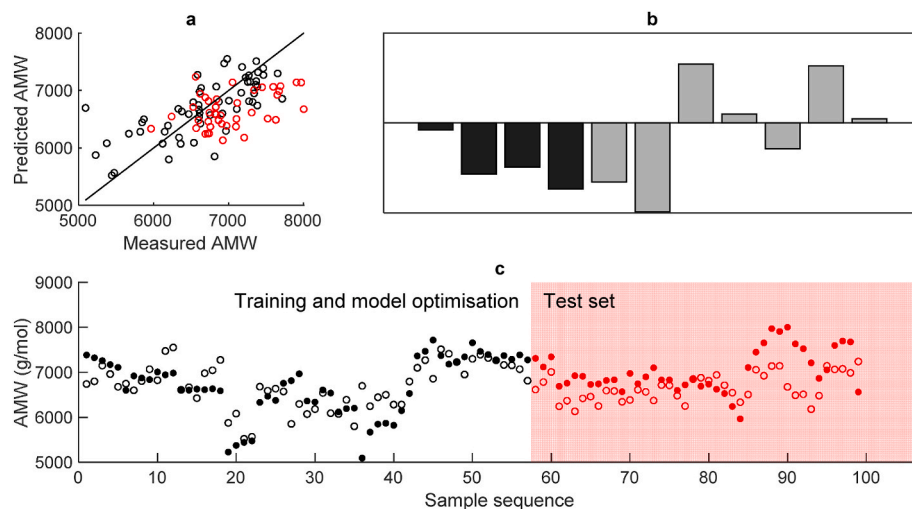 a
b
8000
7000
6000
5000
Predicted AMW
5000 6000 7000 8000
Measured AMW
c
9000
8000
7000
6000
5000
AMW (g/mol)
Training and model optimisation
Test set
0 10 20 30 40 50 60 70 80 90 100
Sample sequence